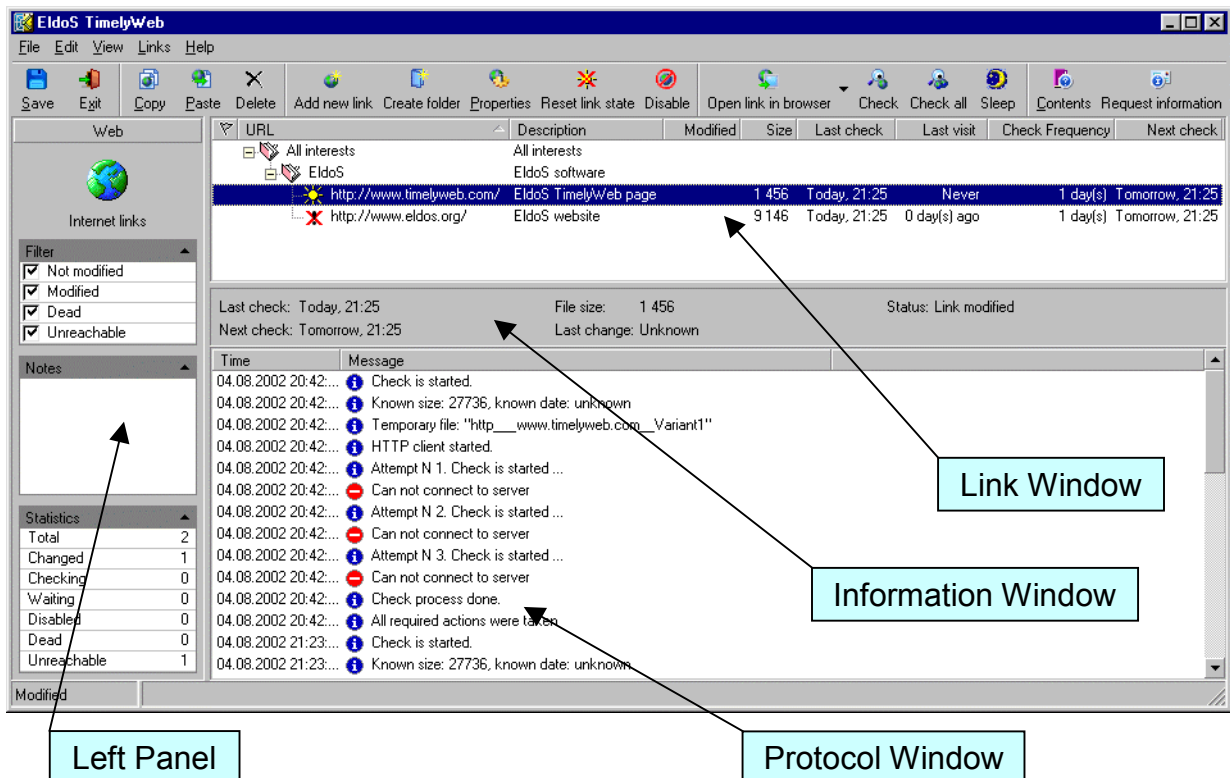 EldoS TimelyWeb
File Edit View Links Help
Save Exit Copy Paste Delete Add new link Create folder Properties Reset link state Disable Open link in browser Check Check all Sleep Contents Request information
Web
Internet links
Filter
Not modified
Modified
Dead
Unreachable
Notes
Statistics
Total 2
Changed 1
Checking 0
Waiting 0
Disabled 0
Dead 0
Unreachable 1
URL Description Modified Size Last check Last visit Check Frequency Next check
All interests All interests
EldoS EldoS software
http://www.timelyweb.com/ EldoS TimelyWeb page 1 456 Today, 21:25 Never 1 day(s) Tomorrow, 21:25
http://www.eldos.org/ EldoS website 9 146 Today, 21:25 0 day(s) ago 1 day(s) Tomorrow, 21:25
Last check: Today, 21:25 File size: 1 456 Status: Link modified
Next check: Tomorrow, 21:25 Last change: Unknown
Time Message
04.08.2002 20:42:... Check is started.
04.08.2002 20:42:... Known size: 27736, known date: unknown
04.08.2002 20:42:... Temporary file: "http___www.timelyweb.com__Variant1"
04.08.2002 20:42:... HTTP client started.
04.08.2002 20:42:... Attempt N 1. Check is started ...
04.08.2002 20:42:... Can not connect to server
04.08.2002 20:42:... Attempt N 2. Check is started ...
04.08.2002 20:42:... Can not connect to server
04.08.2002 20:42:... Attempt N 3. Check is started ...
04.08.2002 20:42:... Can not connect to server
04.08.2002 20:42:... Check process done.
04.08.2002 20:42:... All required actions were taken
04.08.2002 21:23:... Check is started.
04.08.2002 21:23:... Known size: 27736, known date: unknown
Modified
Link Window
Information Window
Left Panel
Protocol Window